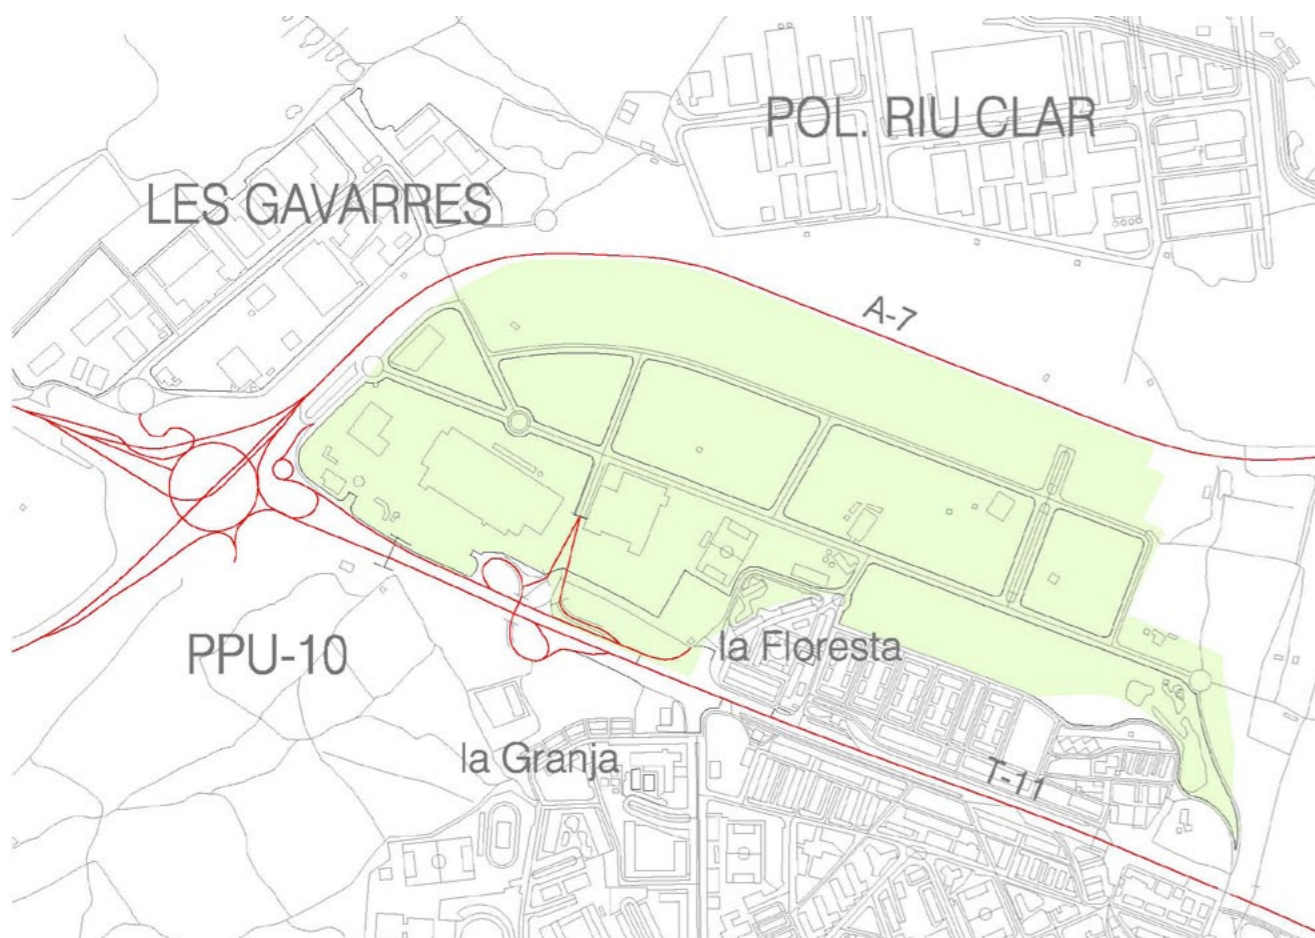 POL. RIU CLAR
LES GAVARRES
A-7
PPU-10
la Floresta
la Granja
T-11